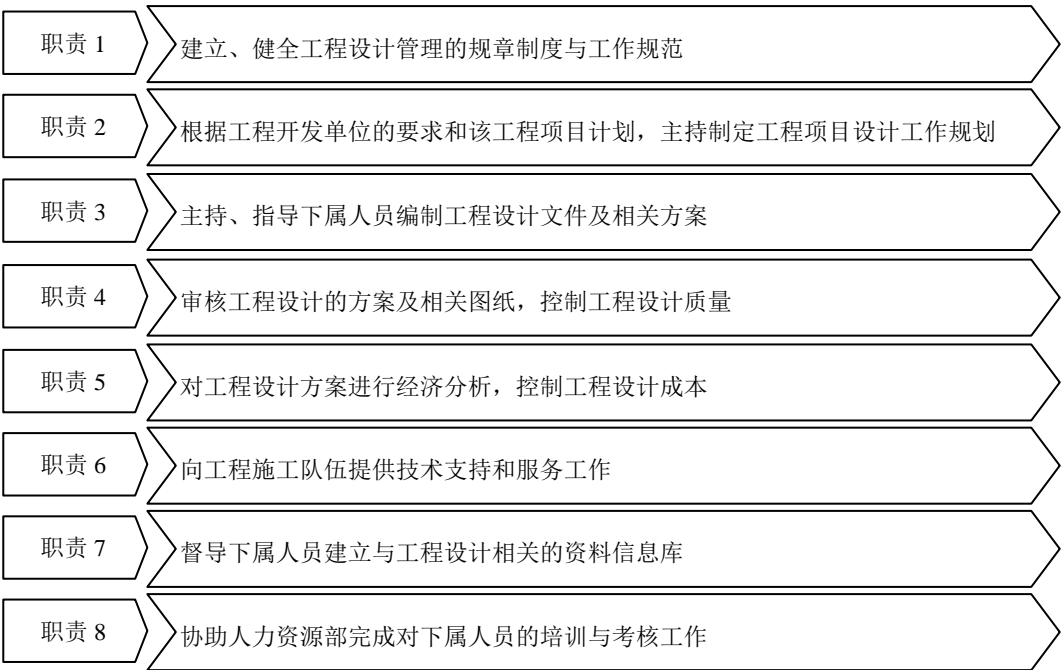 职责 1
建立、健全工程设计管理的规章制度与工作规范
职责 2
根据工程开发单位的要求和该工程项目计划，主持制定工程项目设计工作规划
职责 3
主持、指导下属人员编制工程设计文件及相关方案
职责 4
审核工程设计的方案及相关图纸，控制工程设计质量
职责 5
对工程设计方案进行经济分析，控制工程设计成本
职责 6
向工程施工队伍提供技术支持和服务工作
职责 7
督导下属人员建立与工程设计相关的资料信息库
职责 8
协助人力资源部完成对下属人员的培训与考核工作